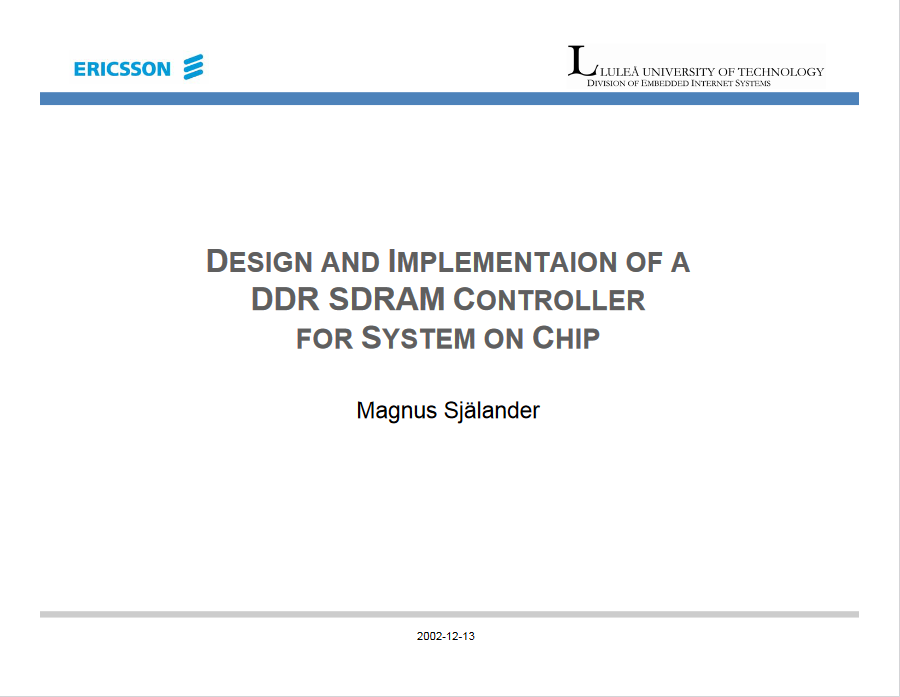 ERICSSON
LULEÅ UNIVERSITY OF TECHNOLOGY
DIVISION OF EMBEDDED INTERNET SYSTEMS
DESIGN AND IMPLEMENTAION OF A
DDR SDRAM CONTROLLER
FOR SYSTEM ON CHIP
Magnus Själander
2002-12-13